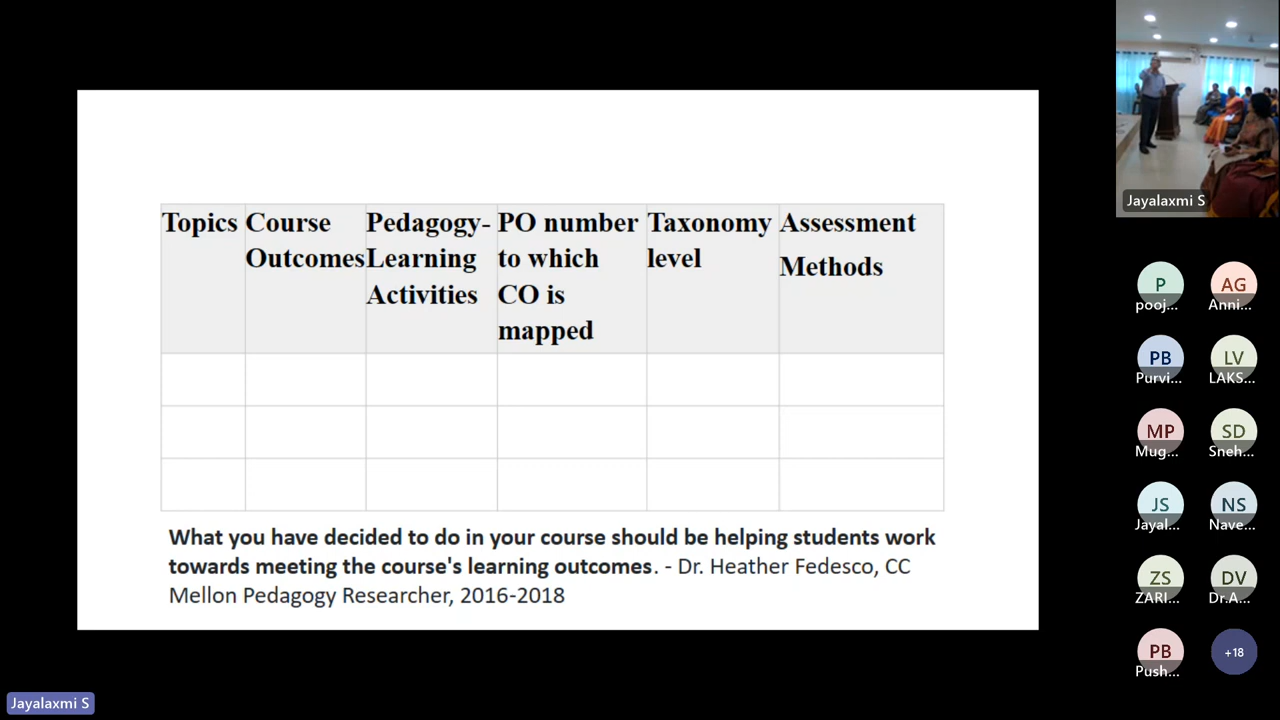 Topics
Course
Outcomes
Pedagogy-
Learning
Activities
PO number
to which
CO is
mapped
Taxonomy
level
Assessment
Methods
What you have decided to do in your course should be helping students work
towards meeting the course's learning outcomes. - Dr. Heather Fedesco, CC
Mellon Pedagogy Researcher, 2016-2018
Jayalaxmi S
P
pooj...
AG
Anni...
PB
Purvi...
LV
LAKS...
MP
Mug...
SD
Sneh...
JS
Jayal...
NS
Nave...
ZS
ZARI...
DV
Dr.A...
PB
Push...
+18
Jayalaxmi S